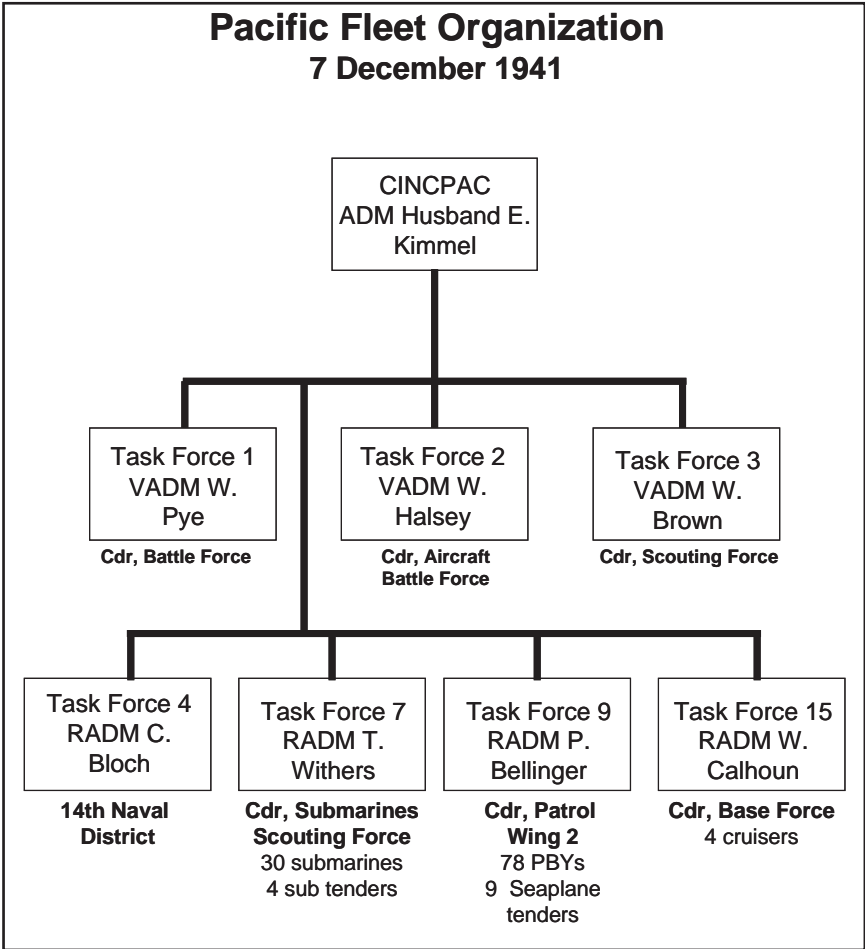 Pacific Fleet Organization
7 December 1941
CINCPAC
ADM Husband E.
Kimmel
Task Force 1
VADM W.
Pye
Cdr, Battle Force
Task Force 2
VADM W.
Halsey
Cdr, Aircraft
Battle Force
Task Force 3
VADM W.
Brown
Cdr, Scouting Force
Task Force 4
RADM C.
Bloch
14th Naval
District
Task Force 7
RADM T.
Withers
Cdr, Submarines
Scouting Force
30 submarines
4 sub tenders
Task Force 9
RADM P.
Bellinger
Cdr, Patrol
Wing 2
78 PBYs
9 Seaplane
tenders
Task Force 15
RADM W.
Calhoun
Cdr, Base Force
4 cruisers